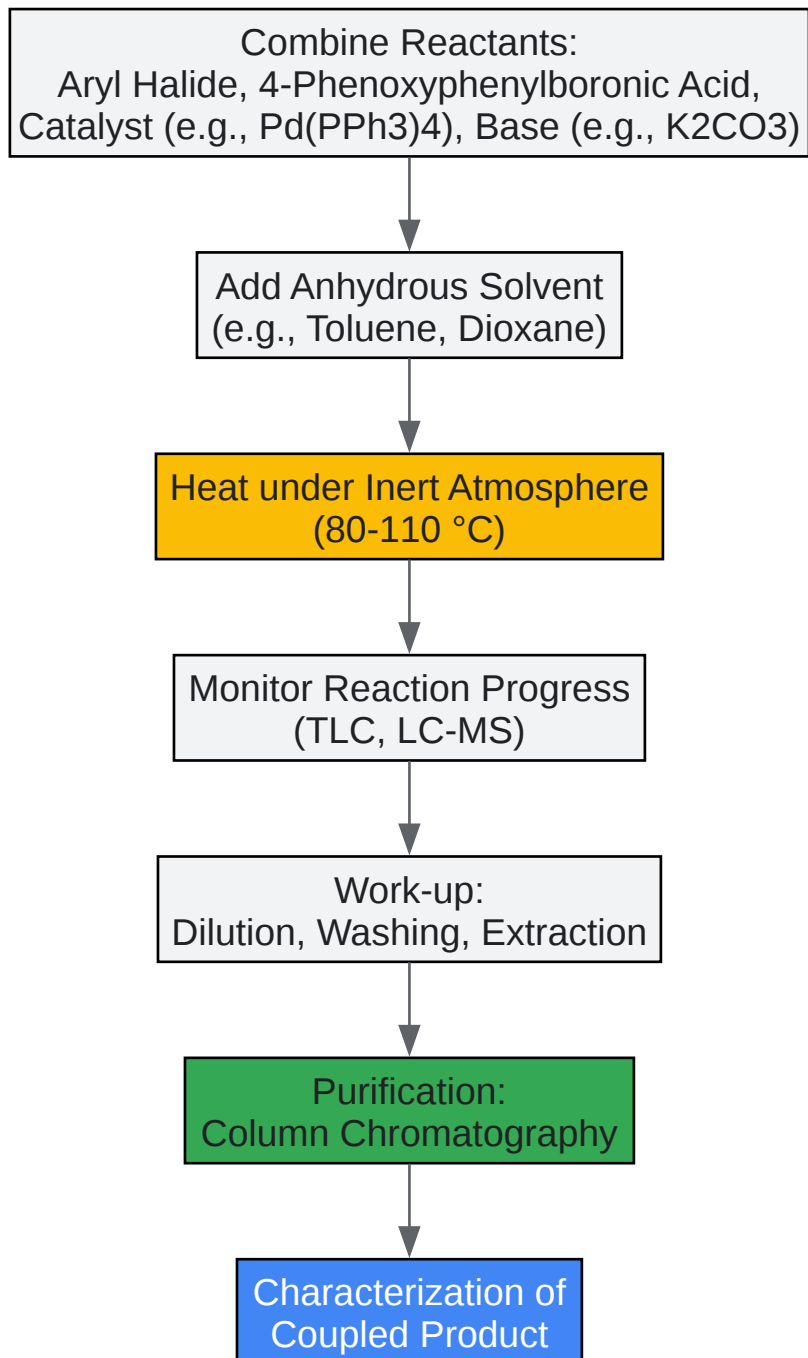 Combine Reactants:
Aryl Halide, 4-Phenoxyphenylboronic Acid,
Catalyst (e.g., Pd(PPh3)4), Base (e.g., K2CO3)
Add Anhydrous Solvent
(e.g., Toluene, Dioxane)
Heat under Inert Atmosphere
(80-110 °C)
Monitor Reaction Progress
(TLC, LC-MS)
Work-up:
Dilution, Washing, Extraction
Purification:
Column Chromatography
Characterization of
Coupled Product